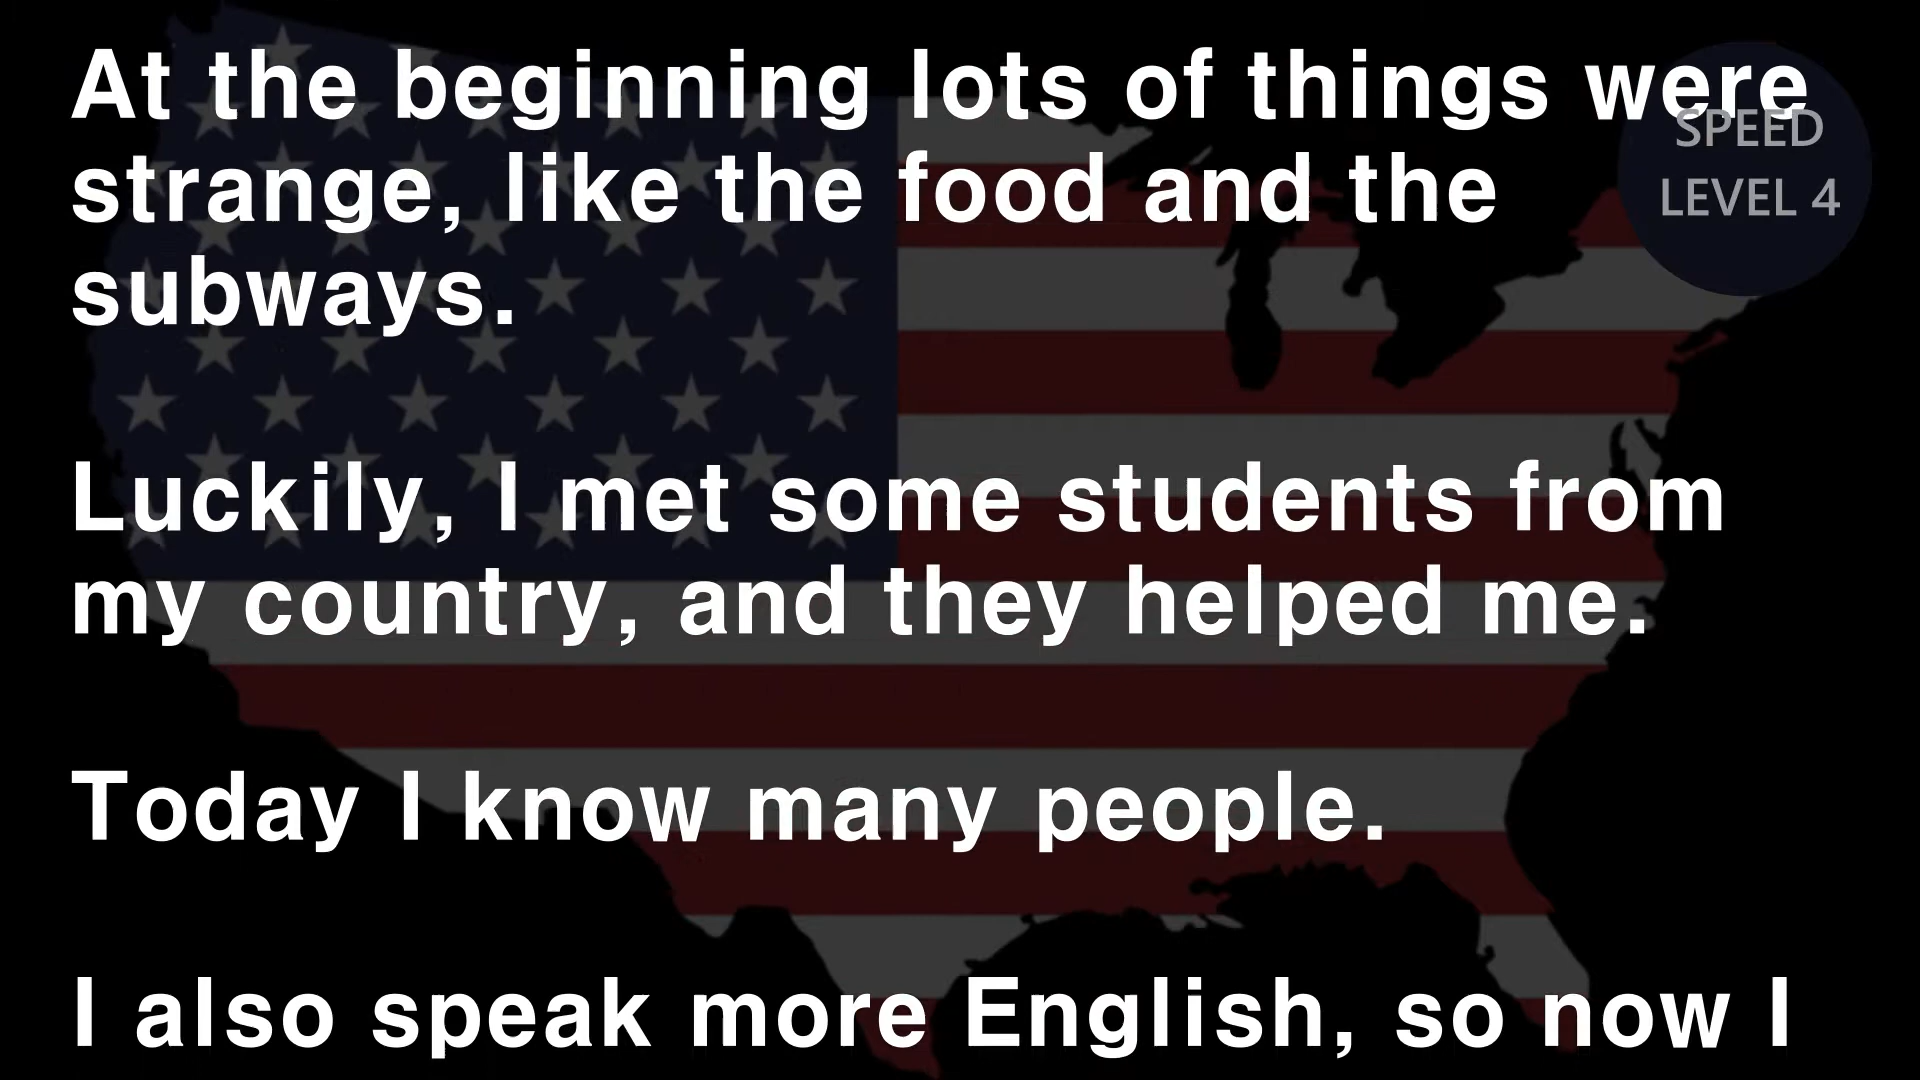 At the beginning lots of things were
strange, like the food and the
subways.
Luckily, I met some students from
my country, and they helped me.
Today I know many people.
I also speak more English, so now I
SPEED
LEVEL 4